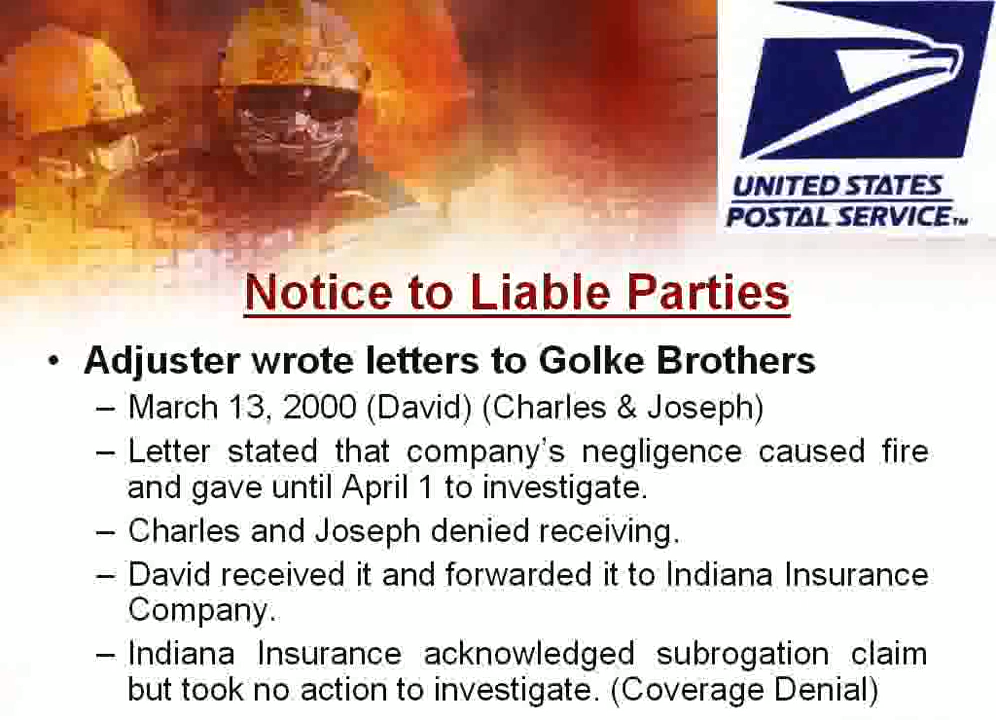 UNITED STATES
POSTAL SERVICE™
Notice to Liable Parties
• Adjuster wrote letters to Golke Brothers
– March 13, 2000 (David) (Charles & Joseph)
– Letter stated that company's negligence caused fire
and gave until April 1 to investigate.
– Charles and Joseph denied receiving.
– David received it and forwarded it to Indiana Insurance
Company.
– Indiana Insurance acknowledged subrogation claim
but took no action to investigate. (Coverage Denial)